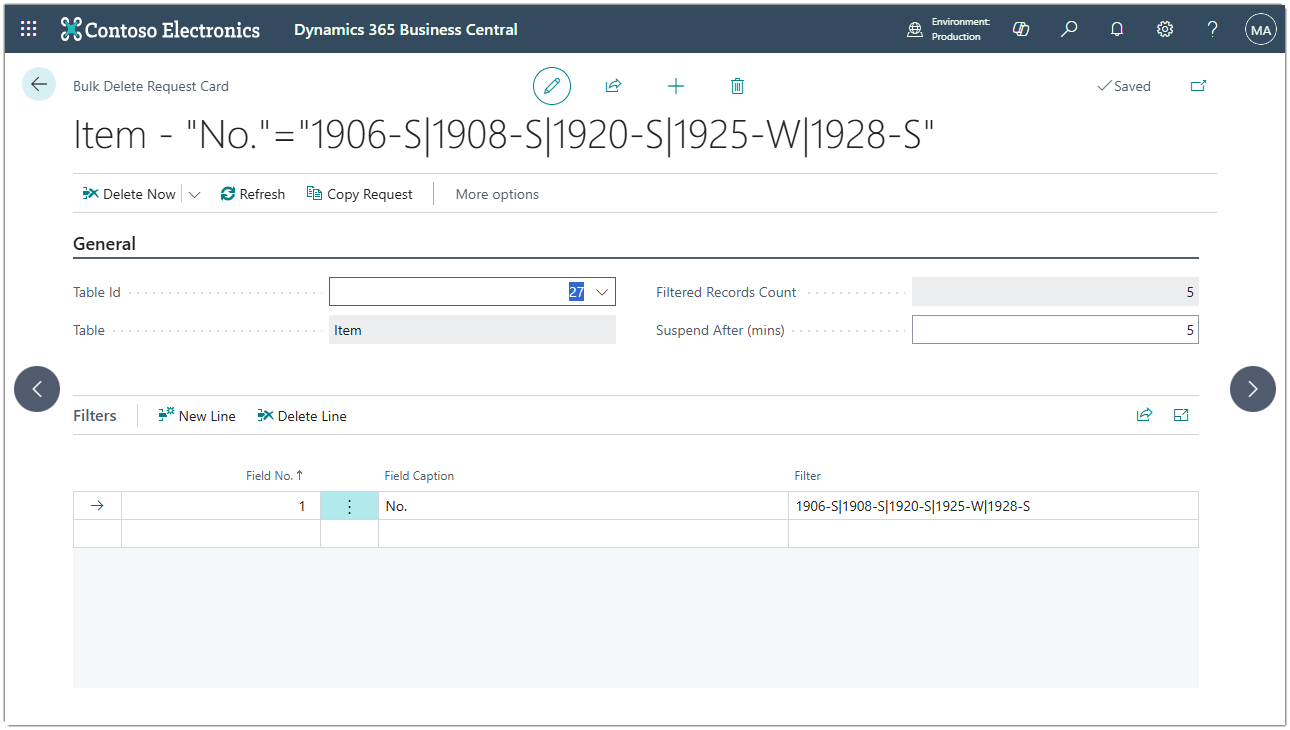 Contoso Electronics Dynamics 365 Business Central Environment: Production ? MA
Bulk Delete Request Card Saved
Item - "No."="1906-S|1908-S|1920-S|1925-W|1928-S"
Delete Now Refresh Copy Request More options
General
Table Id 27 Filtered Records Count 5
Table Item Suspend After (mins) 5
Filters New Line Delete Line
Field No. ↑ Field Caption Filter
1 No. 1906-S|1908-S|1920-S|1925-W|1928-S